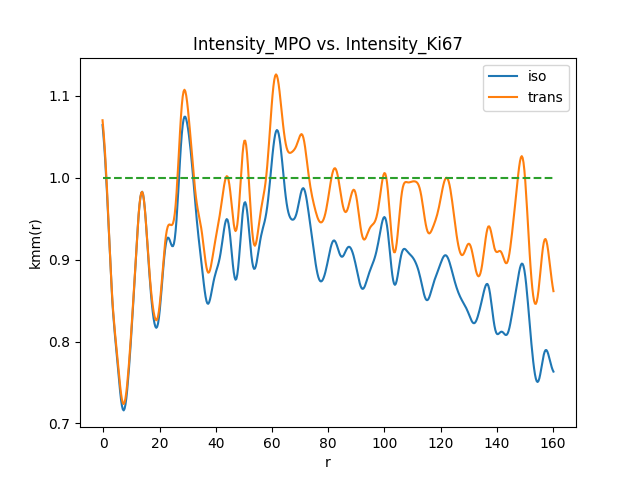 Intensity_MPO vs. Intensity_Ki67
iso
trans
1.1
1.0
0.9
0.8
0.7
kmm(r)
0 20 40 60 80 100 120 140 160
r